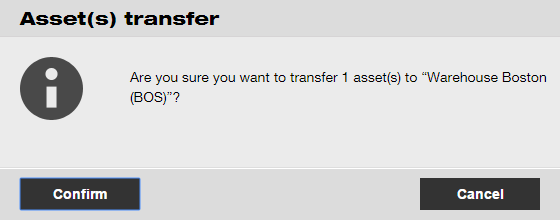 Asset(s) transfer
Are you sure you want to transfer 1 asset(s) to “Warehouse Boston
(BOS)”?
Confirm
Cancel